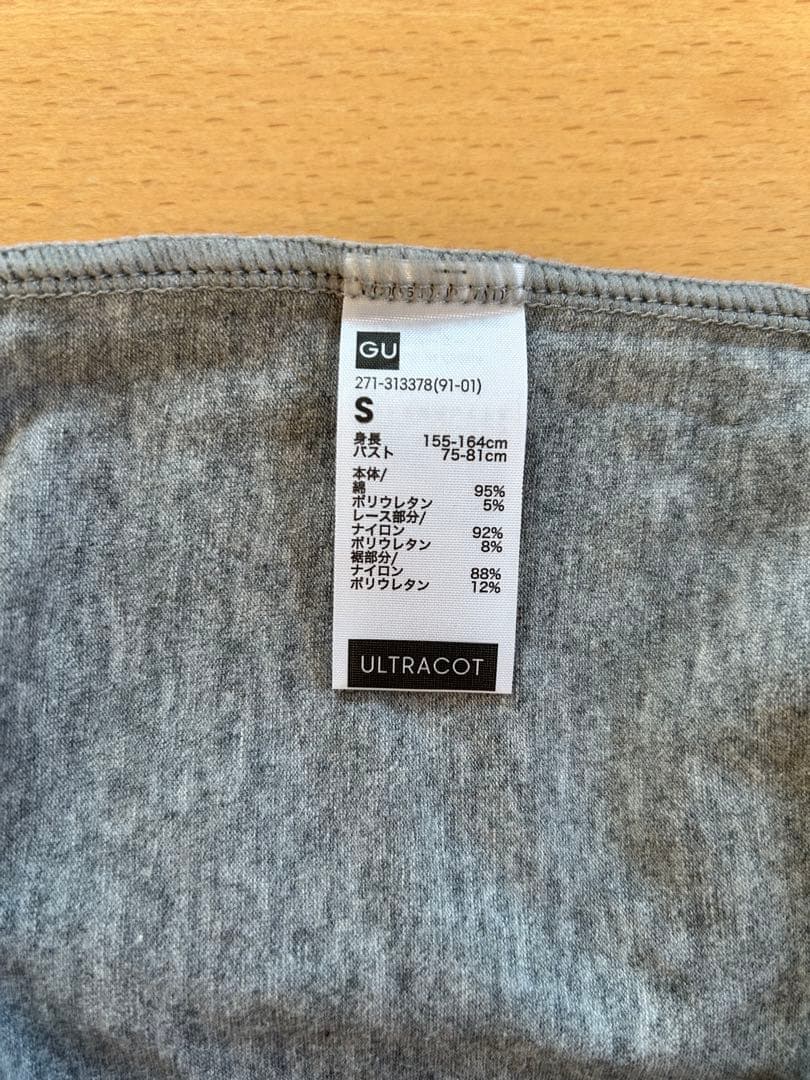 GU
271-313378(91-01)
S
身長 155-164cm
バスト 75-81cm
本体/
綿 95%
ポリウレタン 5%
レース部分/
ナイロン 92%
ポリウレタン 8%
裾部分/
ナイロン 88%
ポリウレタン 12%
ULTRACOT